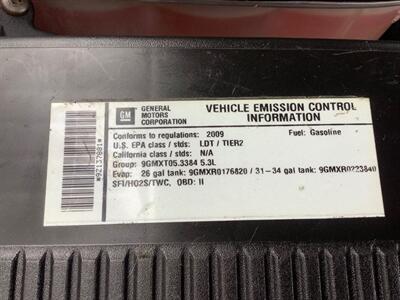 GM
GENERAL
MOTORS
CORPORATION
VEHICLE EMISSION CONTROL
INFORMATION
Conforms to regulations: 2009
Fuel: Gasoline
U.S. EPA class / stds: LDT / TIER2
California class / stds: N/A
Group: 9GMXT05.3384 5.3L
Evap: 26 gal tank: 9GMXR0176820 / 31-34 gal tank: 9GMXR0223840
SFI/HO2S/TWC, OBD: II
*92137881*